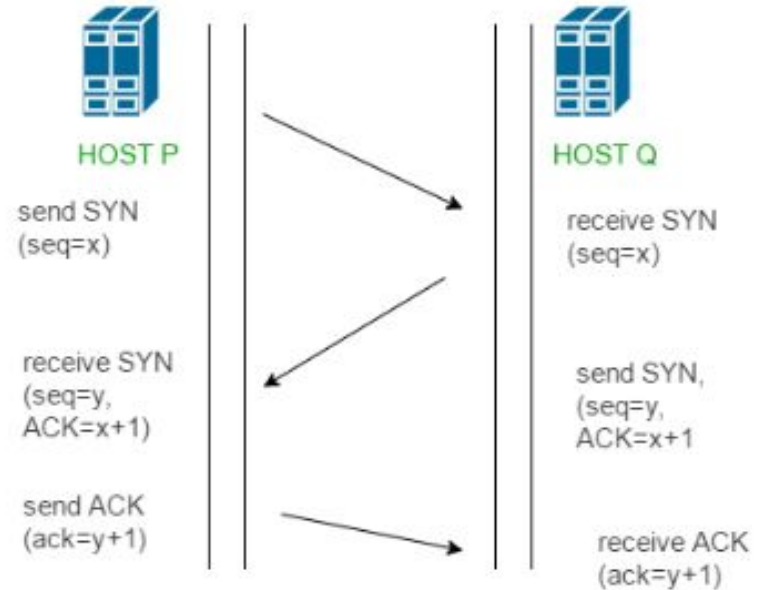 HOST P
HOST Q
send SYN
(seq=x)
receive SYN
(seq=x)
receive SYN
(seq=y,
ACK=x+1)
send SYN,
(seq=y,
ACK=x+1
send ACK
(ack=y+1)
receive ACK
(ack=y+1)